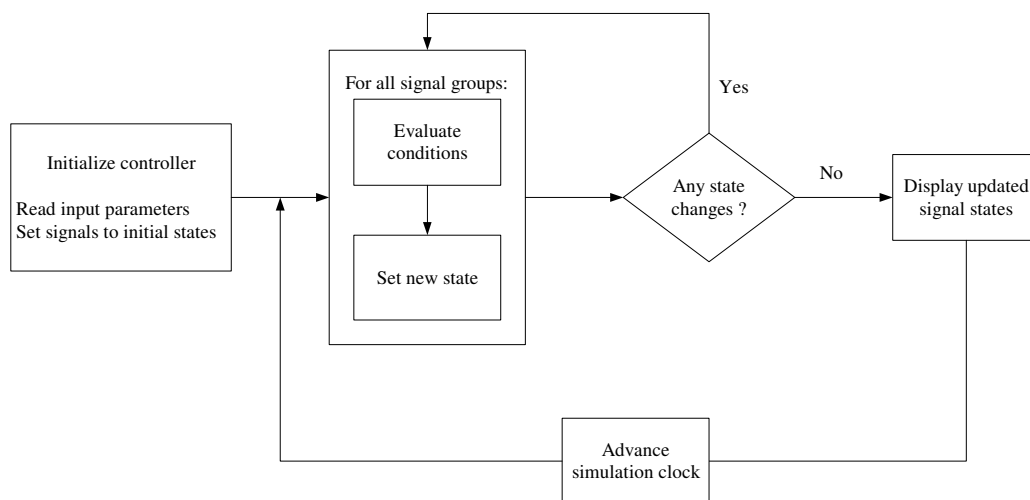 Initialize controller
Read input parameters
Set signals to initial states
For all signal groups:
Evaluate
conditions
Set new state
Any state
changes ?
Yes
No
Display updated
signal states
Advance
simulation clock